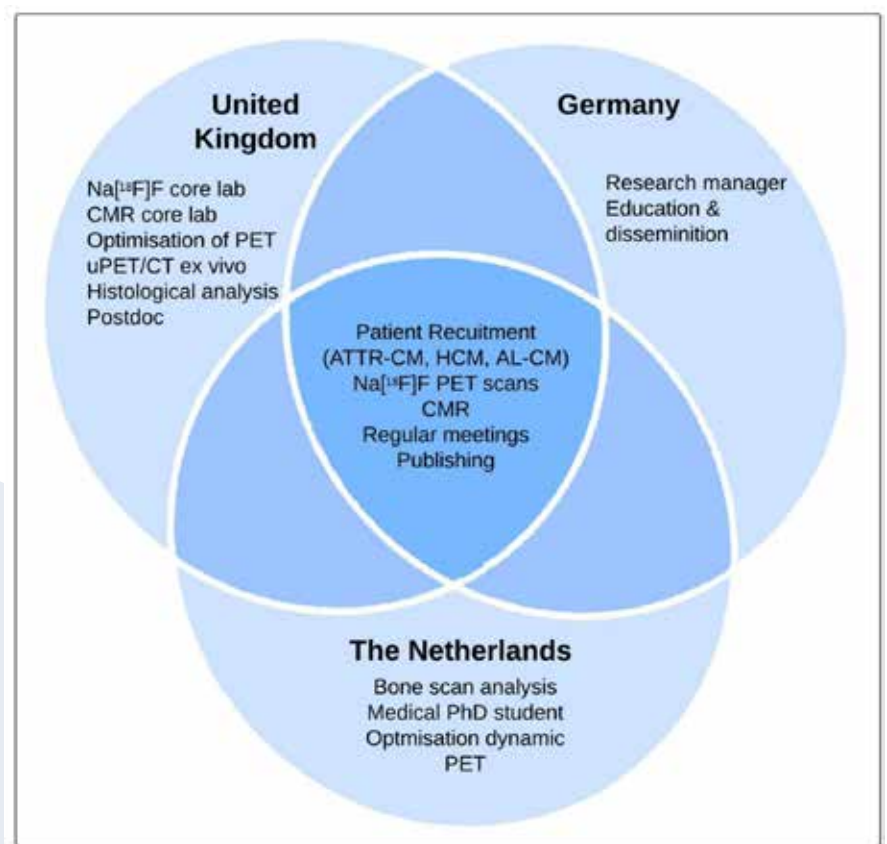 United
Kingdom
Na[¹⁸F]F core lab
CMR core lab
Optimisation of PET
uPET/CT ex vivo
Histological analysis
Postdoc
Germany
Research manager
Education &
disseminition
Patient Recuitment
(ATTR-CM, HCM, AL-CM)
Na[¹⁸F]F PET scans
CMR
Regular meetings
Publishing
The Netherlands
Bone scan analysis
Medical PhD student
Optmisation dynamic
PET